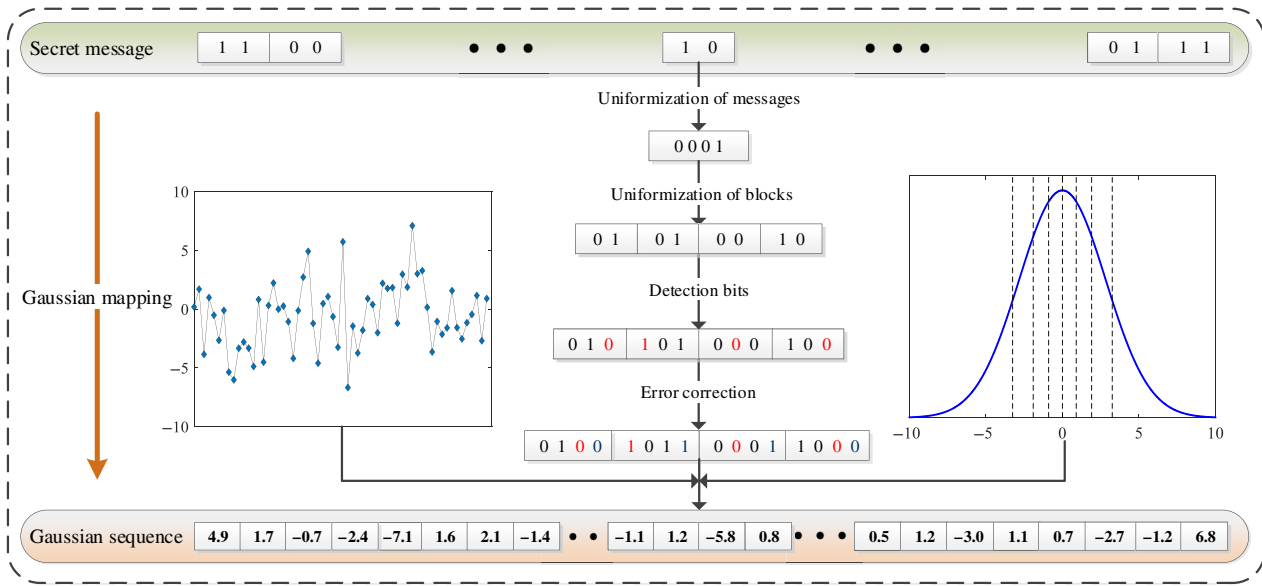 Secret message 1 1 0 0 • • • 1 0 • • • 0 1 1 1
Uniformization of messages
0 0 0 1
Uniformization of blocks
0 1 0 1 0 0 1 0
Detection bits
0 1 0 1 0 1 0 0 0 1 0 0
Error correction
0 1 0 0 1 0 1 1 0 0 0 1 1 0 0 0
Gaussian mapping
10
5
0
−5
−10
−10 −5 0 5 10
Gaussian sequence 4.9 1.7 −0.7 −2.4 −7.1 1.6 2.1 −1.4 • • −1.1 1.2 −5.8 0.8 • • • 0.5 1.2 −3.0 1.1 0.7 −2.7 −1.2 6.8